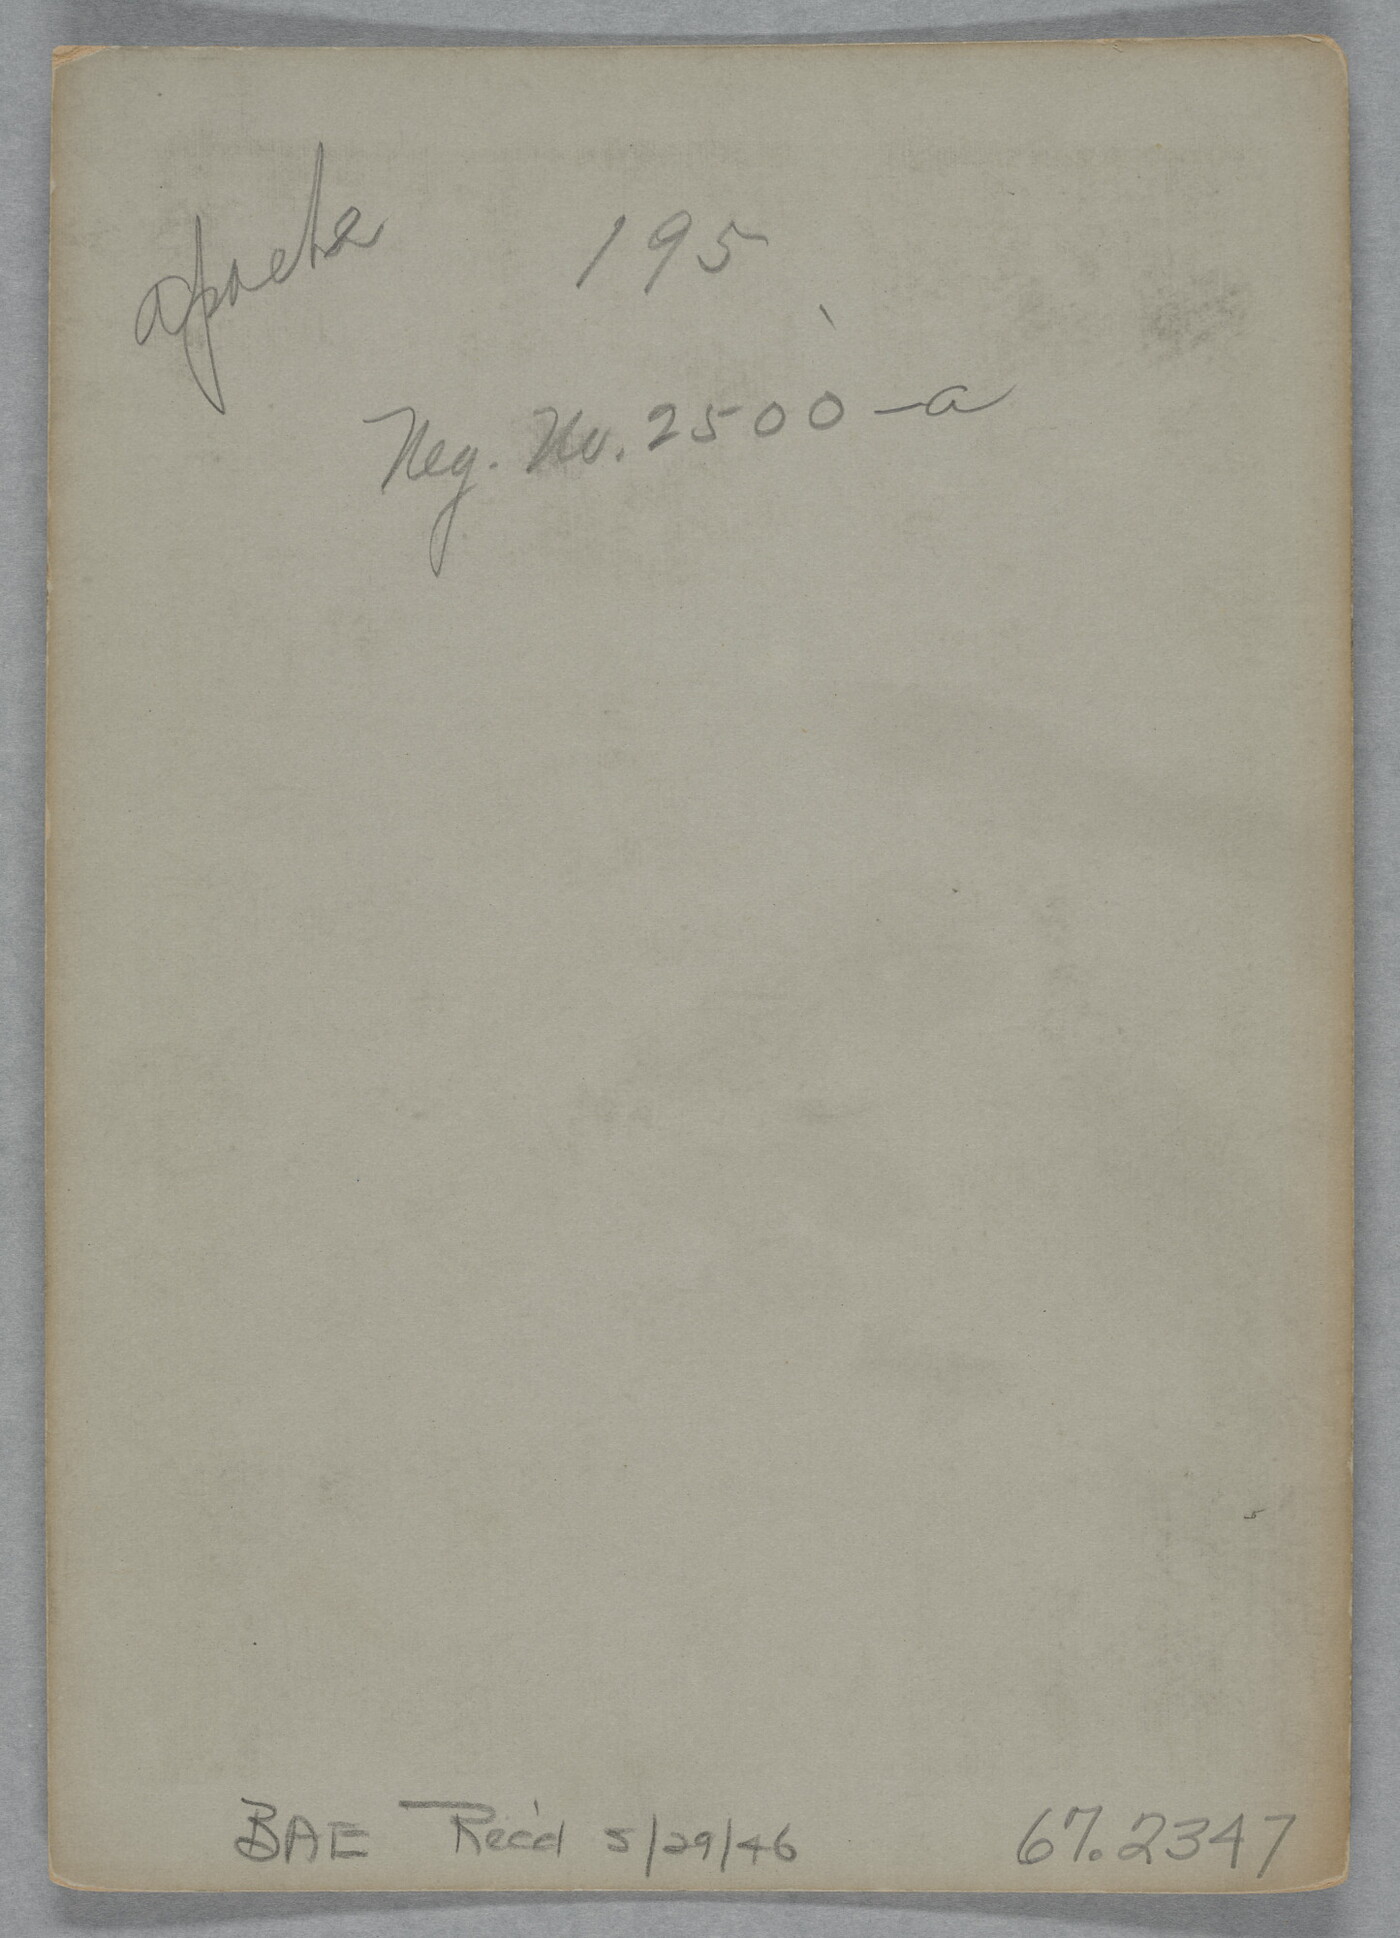 apache
195
Neg. No. 2500-a
BAE Rec'd 5/29/46
67.2347